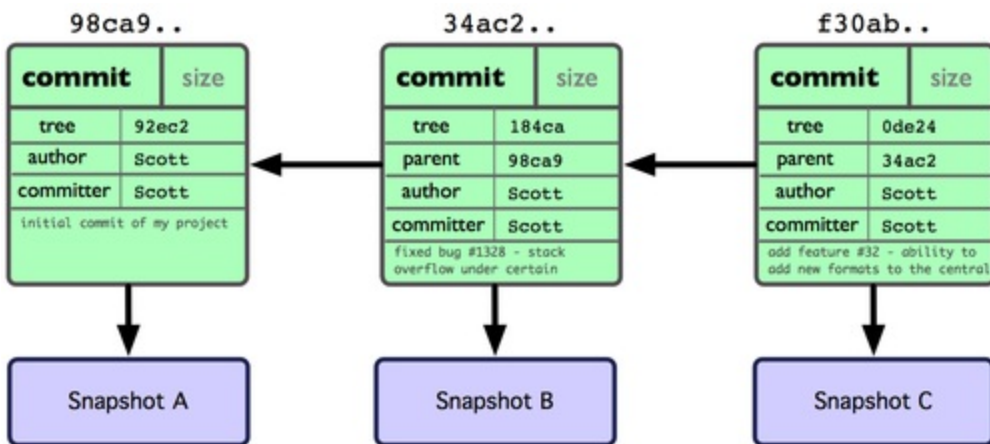 98ca9..
commit size
tree 92ec2
author Scott
committer Scott
initial commit of my project
34ac2..
commit size
tree 184ca
parent 98ca9
author Scott
committer Scott
fixed bug #1328 - stack
overflow under certain
f30ab..
commit size
tree 0de24
parent 34ac2
author Scott
committer Scott
add feature #32 - ability to
add new formats to the central
Snapshot A
Snapshot B
Snapshot C